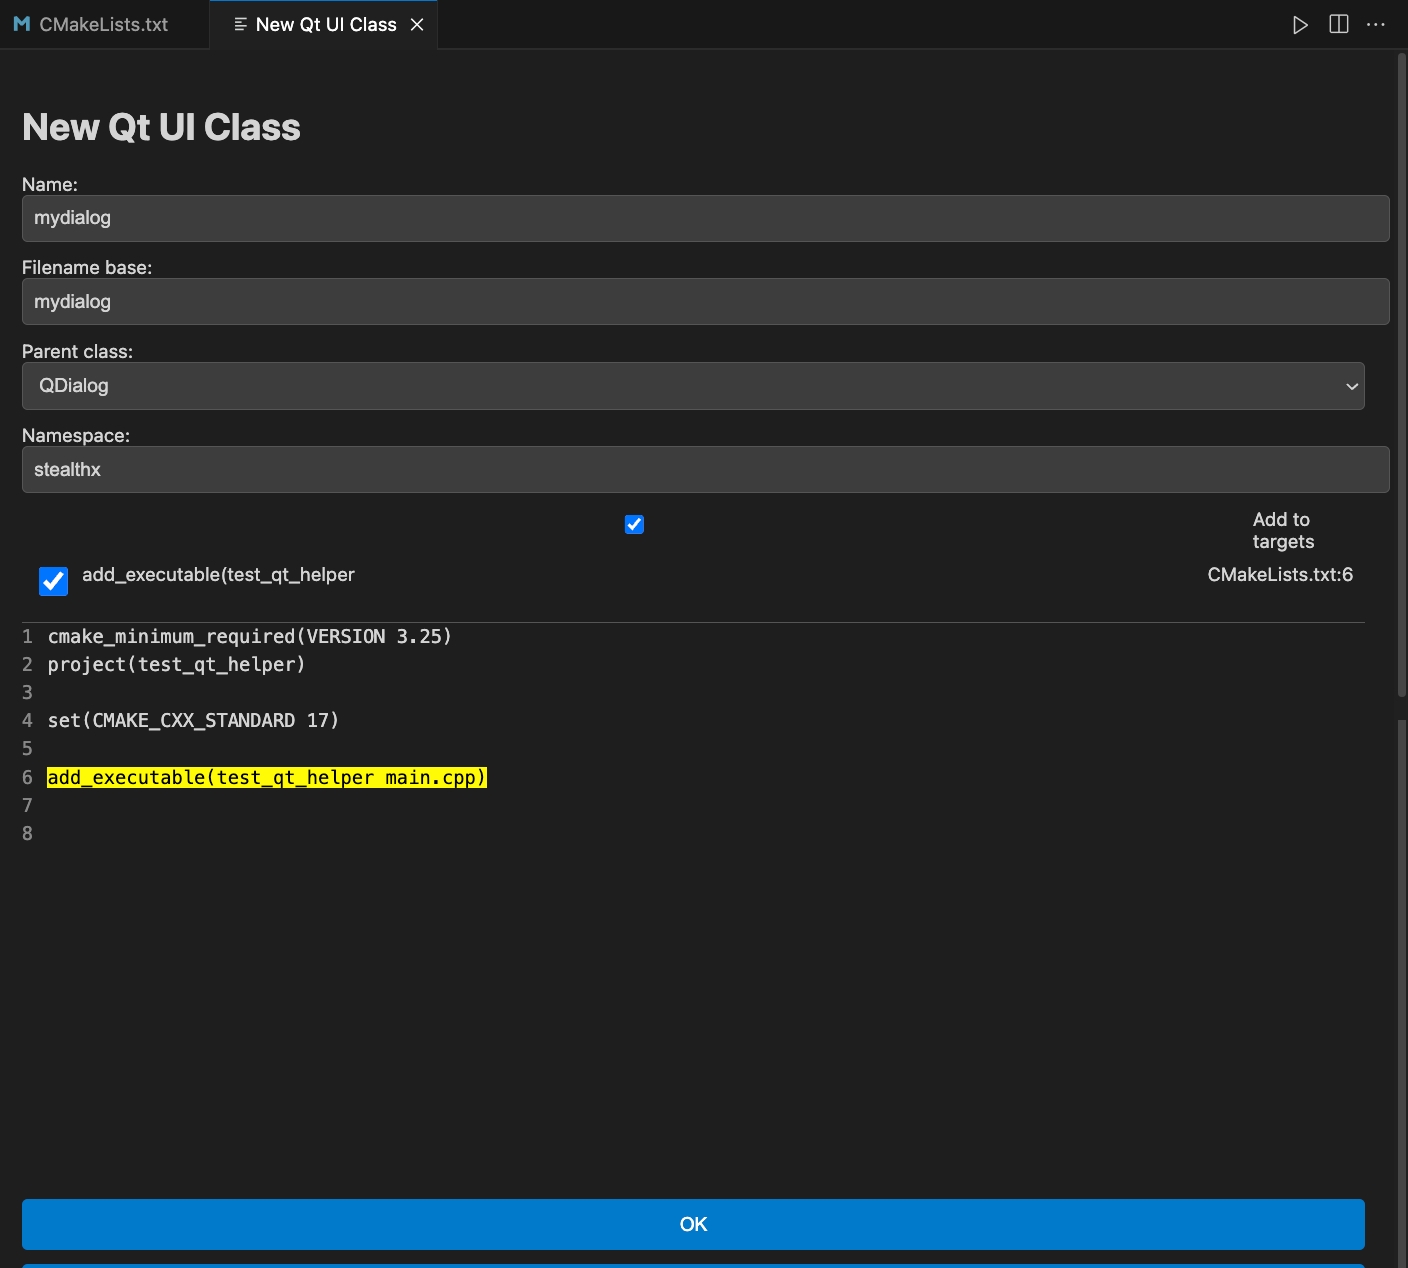 CMakeLists.txt
New Qt UI Class
New Qt UI Class
Name:
mydialog
Filename base:
mydialog
Parent class:
QDialog
Namespace:
stealthx
Add to
targets
add_executable(test_qt_helper CMakeLists.txt:6
1 cmake_minimum_required(VERSION 3.25)
2 project(test_qt_helper)
3
4 set(CMAKE_CXX_STANDARD 17)
5
6 add_executable(test_qt_helper main.cpp)
7
8
OK